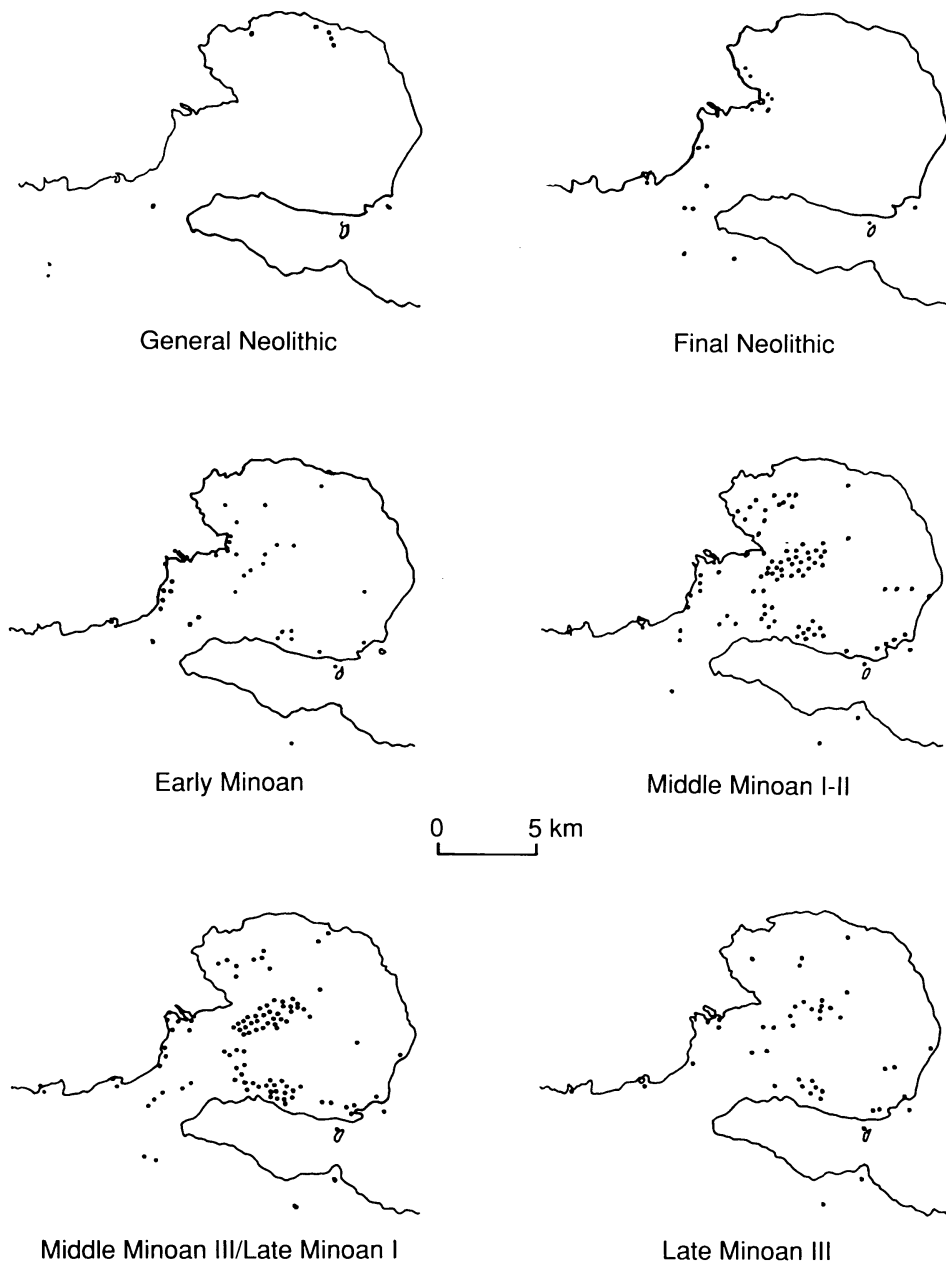 General Neolithic
Final Neolithic
Early Minoan
Middle Minoan I-II
0 5 km
Middle Minoan III/Late Minoan I
Late Minoan III